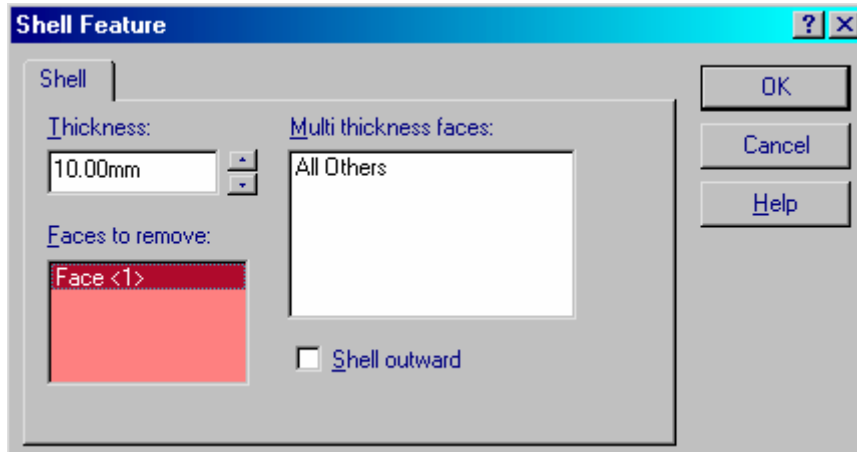 Shell Feature
Shell
Thickness:
10.00mm
Faces to remove:
Face <1>
Multi thickness faces:
All Others
Shell outward
OK
Cancel
Help